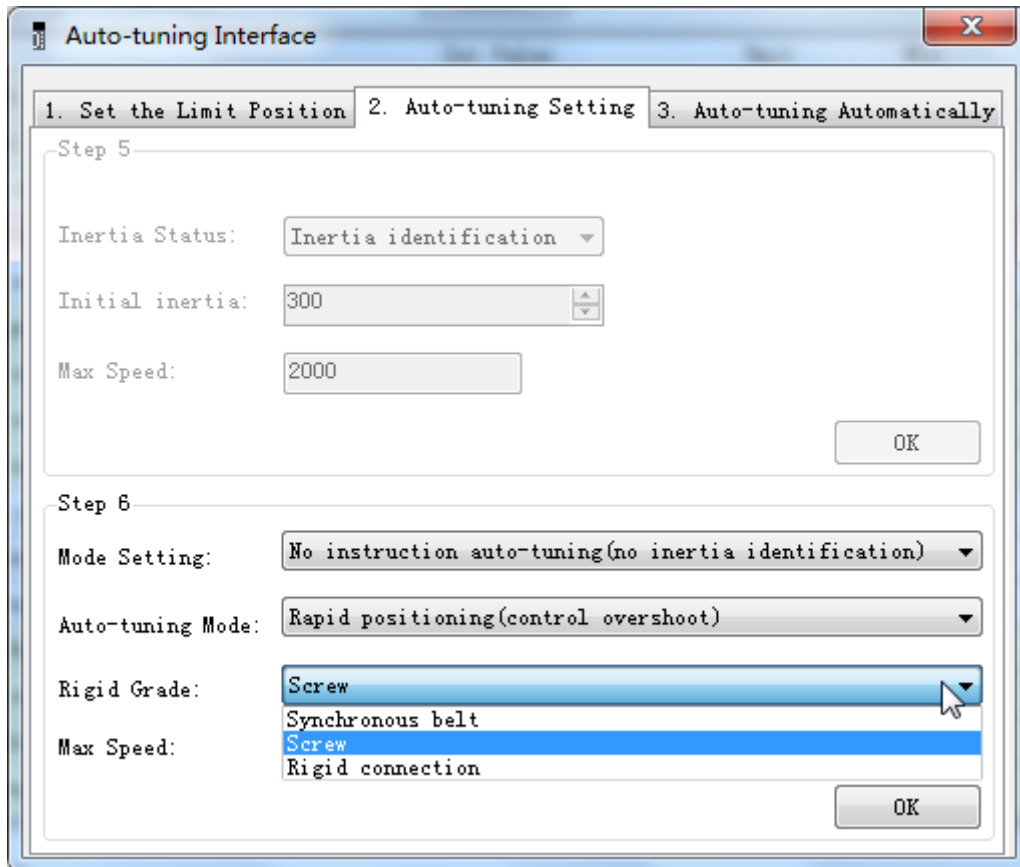 Auto-tuning Interface
1. Set the Limit Position 2. Auto-tuning Setting 3. Auto-tuning Automatically
Step 5
Inertia Status: Inertia identification
Initial inertia: 300
Max Speed: 2000
OK
Step 6
Mode Setting: No instruction auto-tuning(no inertia identification)
Auto-tuning Mode: Rapid positioning(control overshoot)
Rigid Grade: Screw
Synchronous belt
Screw
Max Speed:
Rigid connection
OK